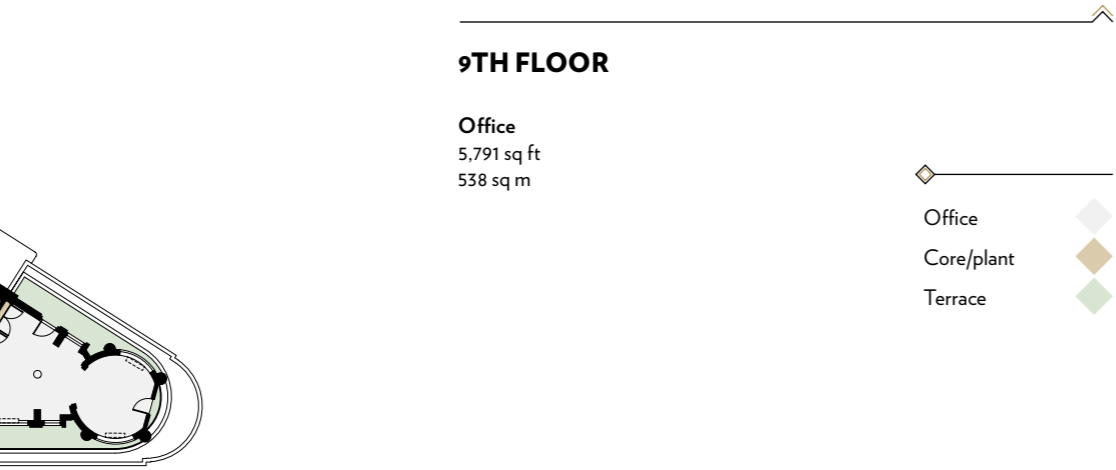 9TH FLOOR
Office
5,791 sq ft
538 sq m
Office
Core/plant
Terrace